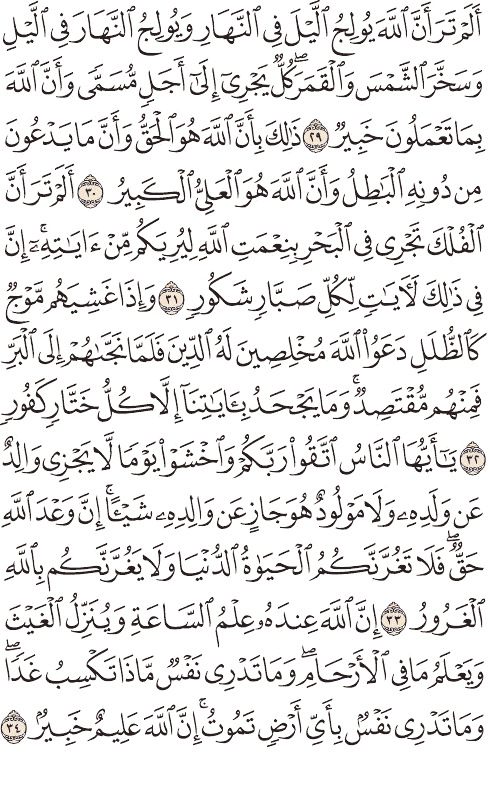 أَلَمۡ تَرَ أَنَّ ٱللَّهَ يُولِجُ ٱلَّيۡلَ فِي ٱلنَّهَارِ وَيُولِجُ ٱلنَّهَارَ فِي ٱلَّيۡلِ
وَسَخَّرَ ٱلشَّمۡسَ وَٱلۡقَمَرَۖ كُلّٞ يَجۡرِيٓ إِلَىٰٓ أَجَلٖ مُّسَمّٗى وَأَنَّ ٱللَّهَ
بِمَا تَعۡمَلُونَ خَبِيرٞ ٢٩ ذَٰلِكَ بِأَنَّ ٱللَّهَ هُوَ ٱلۡحَقُّ وَأَنَّ مَا يَدۡعُونَ
مِن دُونِهِ ٱلۡبَٰطِلُ وَأَنَّ ٱللَّهَ هُوَ ٱلۡعَلِيُّ ٱلۡكَبِيرُ ٣٠ أَلَمۡ تَرَ أَنَّ
ٱلۡفُلۡكَ تَجۡرِي فِي ٱلۡبَحۡرِ بِنِعۡمَتِ ٱللَّهِ لِيُرِيَكُم مِّنۡ ءَايَٰتِهِۦٓۚ إِنَّ
فِي ذَٰلِكَ لَأٓيَٰتٖ لِّكُلِّ صَبَّارٖ شَكُورٖ ٣١ وَإِذَا غَشِيَهُم مَّوۡجٞ
كَٱلظُّلَلِ دَعَوُاْ ٱللَّهَ مُخۡلِصِينَ لَهُ ٱلدِّينَ فَلَمَّا نَجَّىٰهُمۡ إِلَى ٱلۡبَرِّ
فَمِنۡهُم مُّقۡتَصِدٞۚ وَمَا يَجۡحَدُ بِـَٔايَٰتِنَآ إِلَّا كُلُّ خَتَّارٖ كَفُورٖ
٣٢ يَٰٓأَيُّهَا ٱلنَّاسُ ٱتَّقُواْ رَبَّكُمۡ وَٱخۡشَوۡاْ يَوۡمٗا لَّا يَجۡزِي وَالِدٌ
عَن وَلَدِهِۦ وَلَا مَوۡلُودٌ هُوَ جَازٍ عَن وَالِدِهِۦ شَيۡـًٔاۚ إِنَّ وَعۡدَ ٱللَّهِ
حَقّٞۖ فَلَا تَغُرَّنَّكُمُ ٱلۡحَيَوٰةُ ٱلدُّنۡيَا وَلَا يَغُرَّنَّكُم بِٱللَّهِ
ٱلۡغَرُورُ ٣٣ إِنَّ ٱللَّهَ عِندَهُۥ عِلۡمُ ٱلسَّاعَةِ وَيُنَزِّلُ ٱلۡغَيۡثَ
وَيَعۡلَمُ مَا فِي ٱلۡأَرۡحَامِۖ وَمَا تَدۡرِي نَفۡسٞ مَّاذَا تَكۡسِبُ غَدٗاۖ
وَمَا تَدۡرِي نَفۡسُۢ بِأَيِّ أَرۡضٖ تَمُوتُۚ إِنَّ ٱللَّهَ عَلِيمٌ خَبِيرُۢ ٣٤